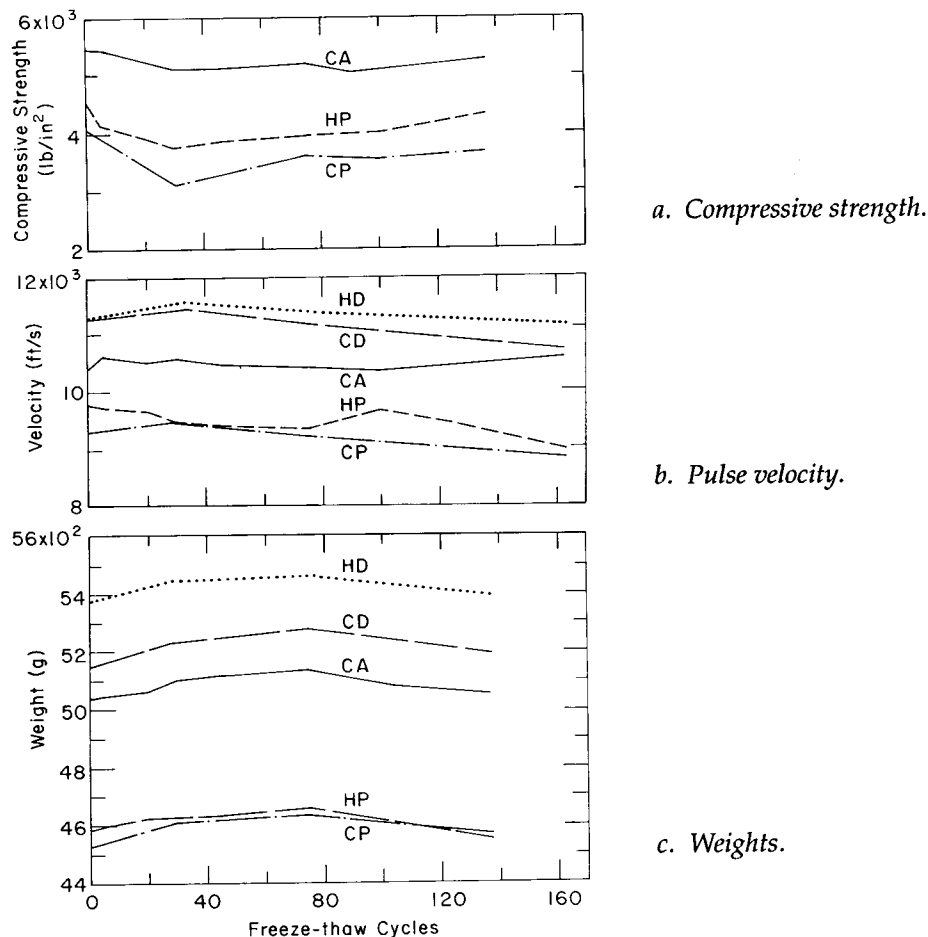 6x10³
4
2
Compressive Strength
(lb/in²)
CA
HP
CP
a. Compressive strength.
12x10³
10
8
Velocity (ft/s)
HD
CD
CA
HP
CP
b. Pulse velocity.
56x10²
54
52
50
48
46
44
Weight (g)
HD
CD
CA
HP
CP
c. Weights.
0 40 80 120 160
Freeze-thaw Cycles